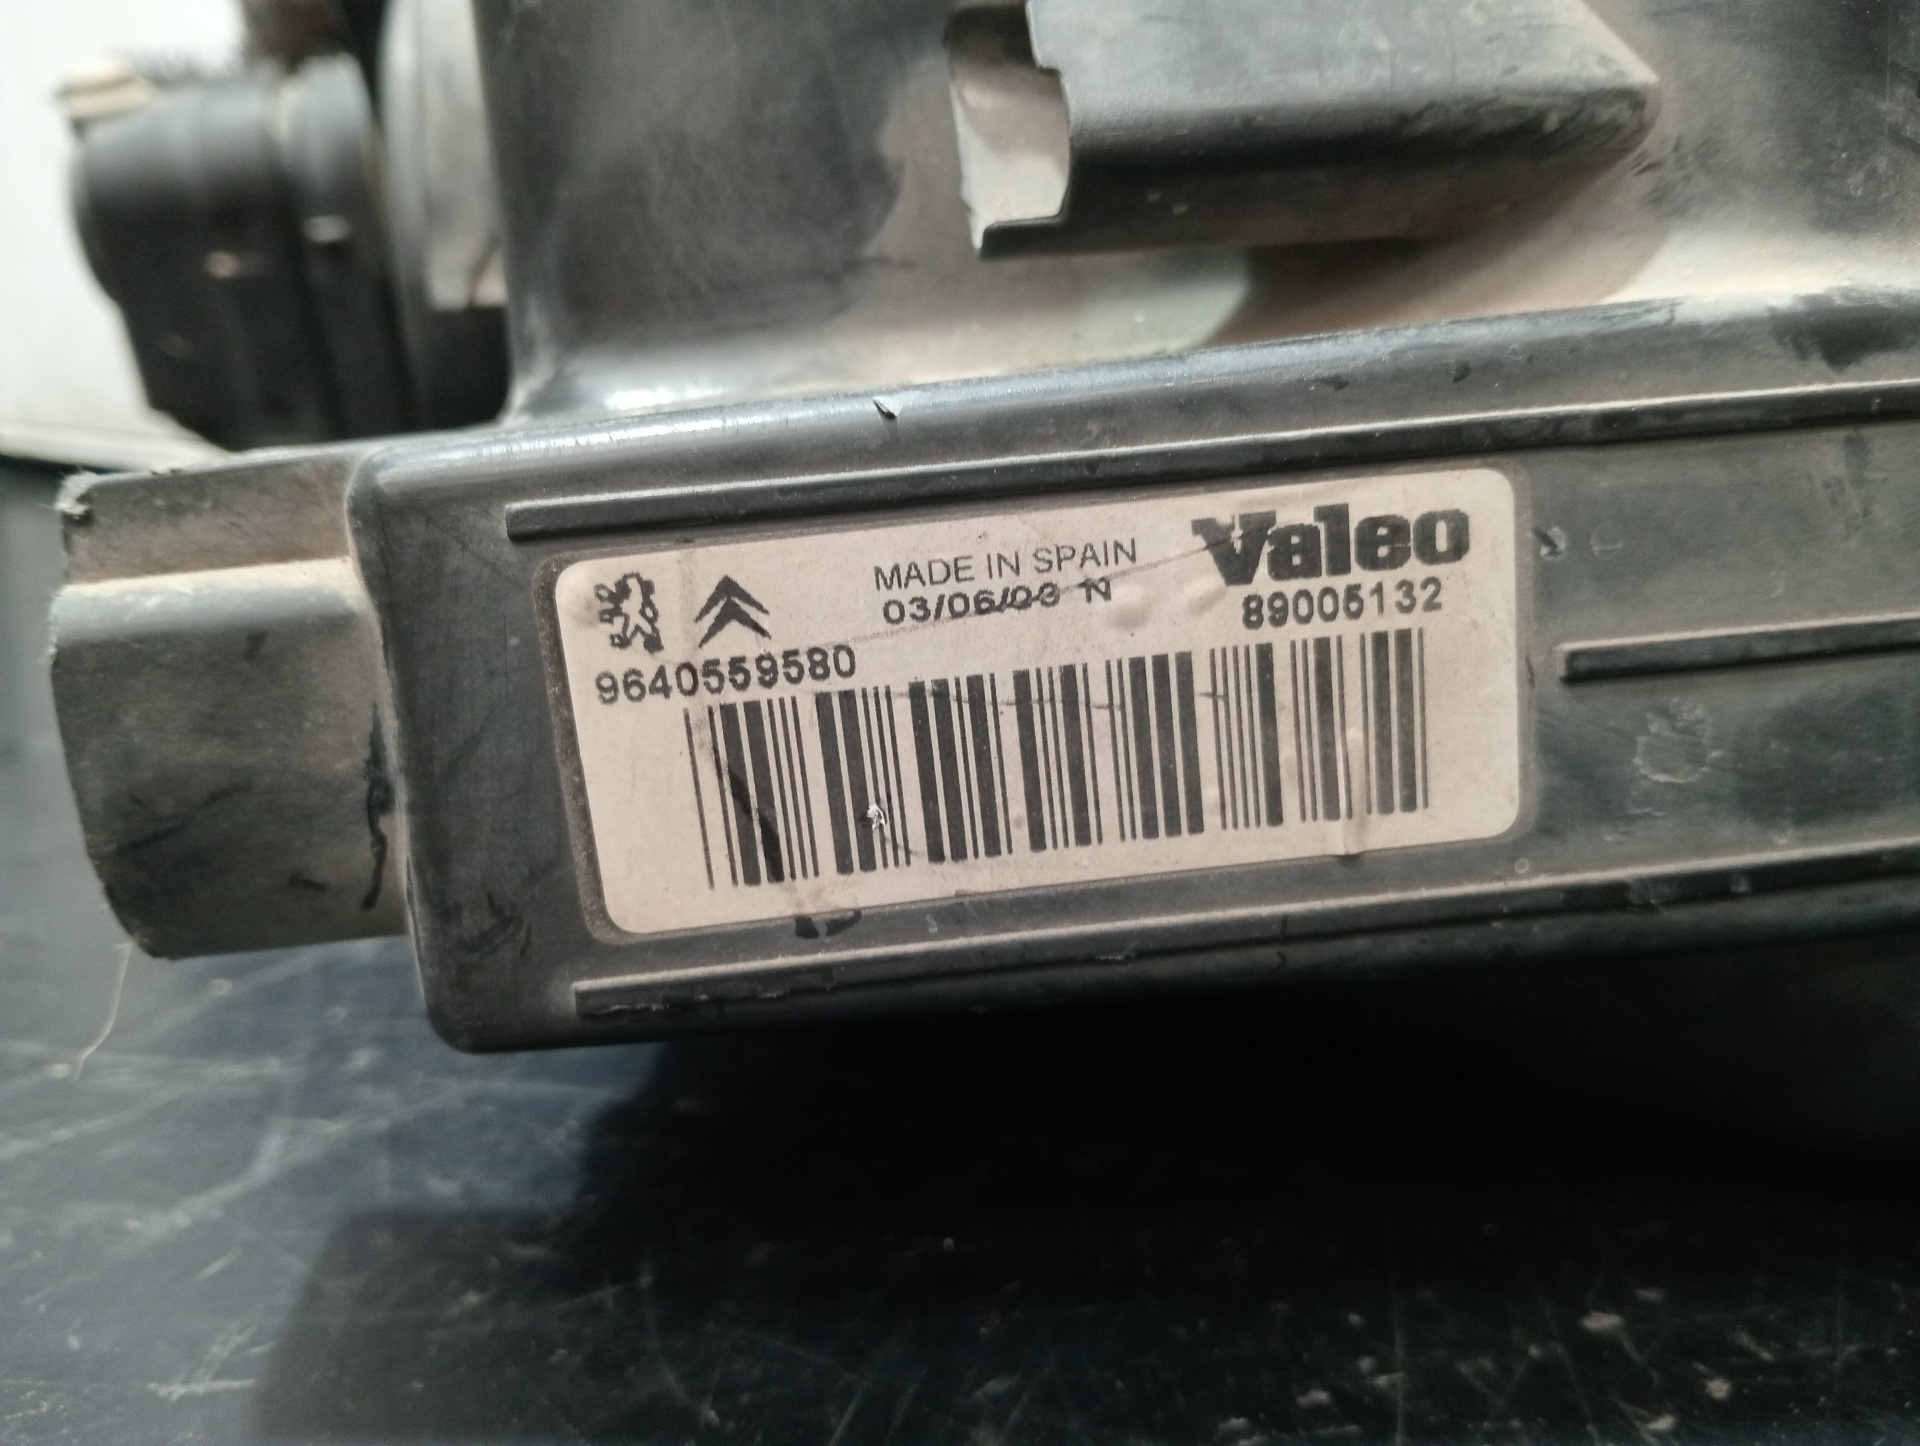 MADE IN SPAIN
Valeo
03/06/03 N
89005132
9640559580